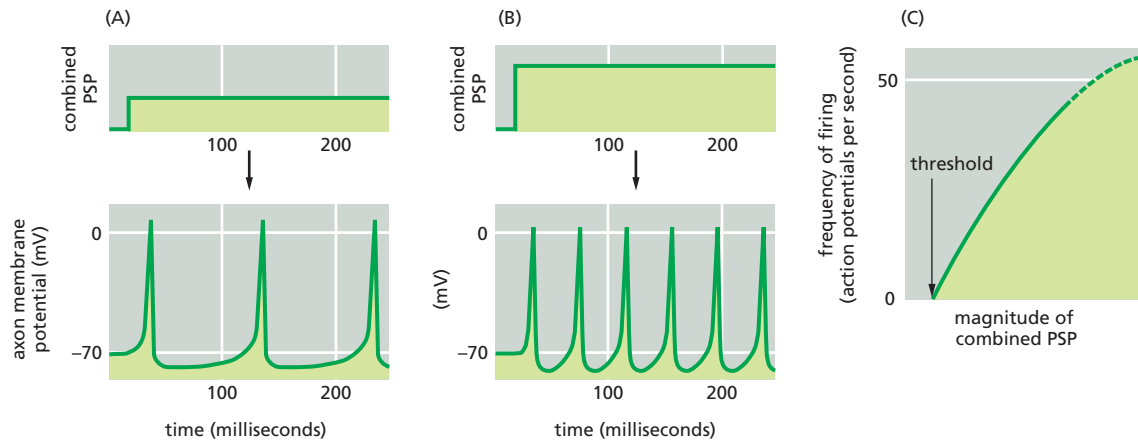 (A)
combined
PSP
100
200
axon membrane
potential (mV)
0
–70
100
200
time (milliseconds)
(B)
combined
PSP
100
200
(mV)
0
–70
100
200
time (milliseconds)
(C)
frequency of firing
(action potentials per second)
50
threshold
0
magnitude of
combined PSP